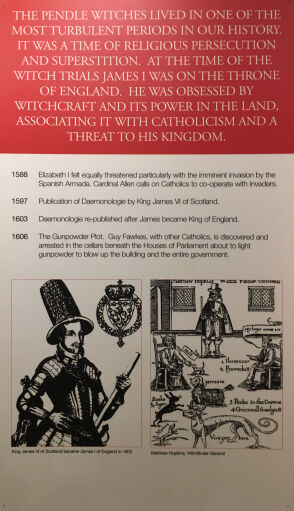 THE PENDLE WITCHES LIVED IN ONE OF THE
MOST TURBULENT PERIODS IN OUR HISTORY.
IT WAS A TIME OF RELIGIOUS PERSECUTION
AND SUPERSTITION. AT THE TIME OF THE
WITCH TRIALS JAMES I WAS ON THE THRONE
OF ENGLAND. HE WAS OBSESSED BY
WITCHCRAFT AND ITS POWER IN THE LAND,
ASSOCIATING IT WITH CATHOLICISM AND A
THREAT TO HIS KINGDOM.
1588 Elizabeth I felt equally threatened particularly with the imminent invasion by the
Spanish Armada. Cardinal Allen calls on Catholics to co-operate with invaders.
1597 Publication of Daemonologie by King James VI of Scotland.
1603 Daemonologie re-published after James became King of England.
1606 The Gunpowder Plot. Guy Fawkes, with other Catholics, is discovered and
arrested in the cellars beneath the Houses of Parliament about to light
gunpowder to blow up the building and the entire government.
Matthew Hopkins Witch Finder Generall
1 Ilemauzar
2 Pyewackett
Jarmara
3 Pecke in the Crowne
4 Griezzell Greedigutt
Vinegar
King James VI of Scotland became James I of England in 1603
Matthew Hopkins, Witchfinder General